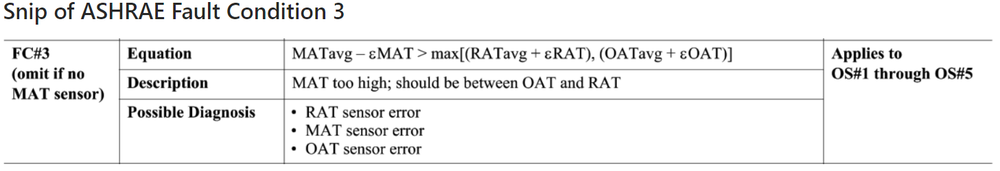 Snip of ASHRAE Fault Condition 3
FC#3
(omit if no
MAT sensor)
Equation
MATavg – εMAT > max[(RATavg + εRAT), (OATavg + εOAT)]
Applies to
OS#1 through OS#5
Description
MAT too high; should be between OAT and RAT
Possible Diagnosis
• RAT sensor error
• MAT sensor error
• OAT sensor error